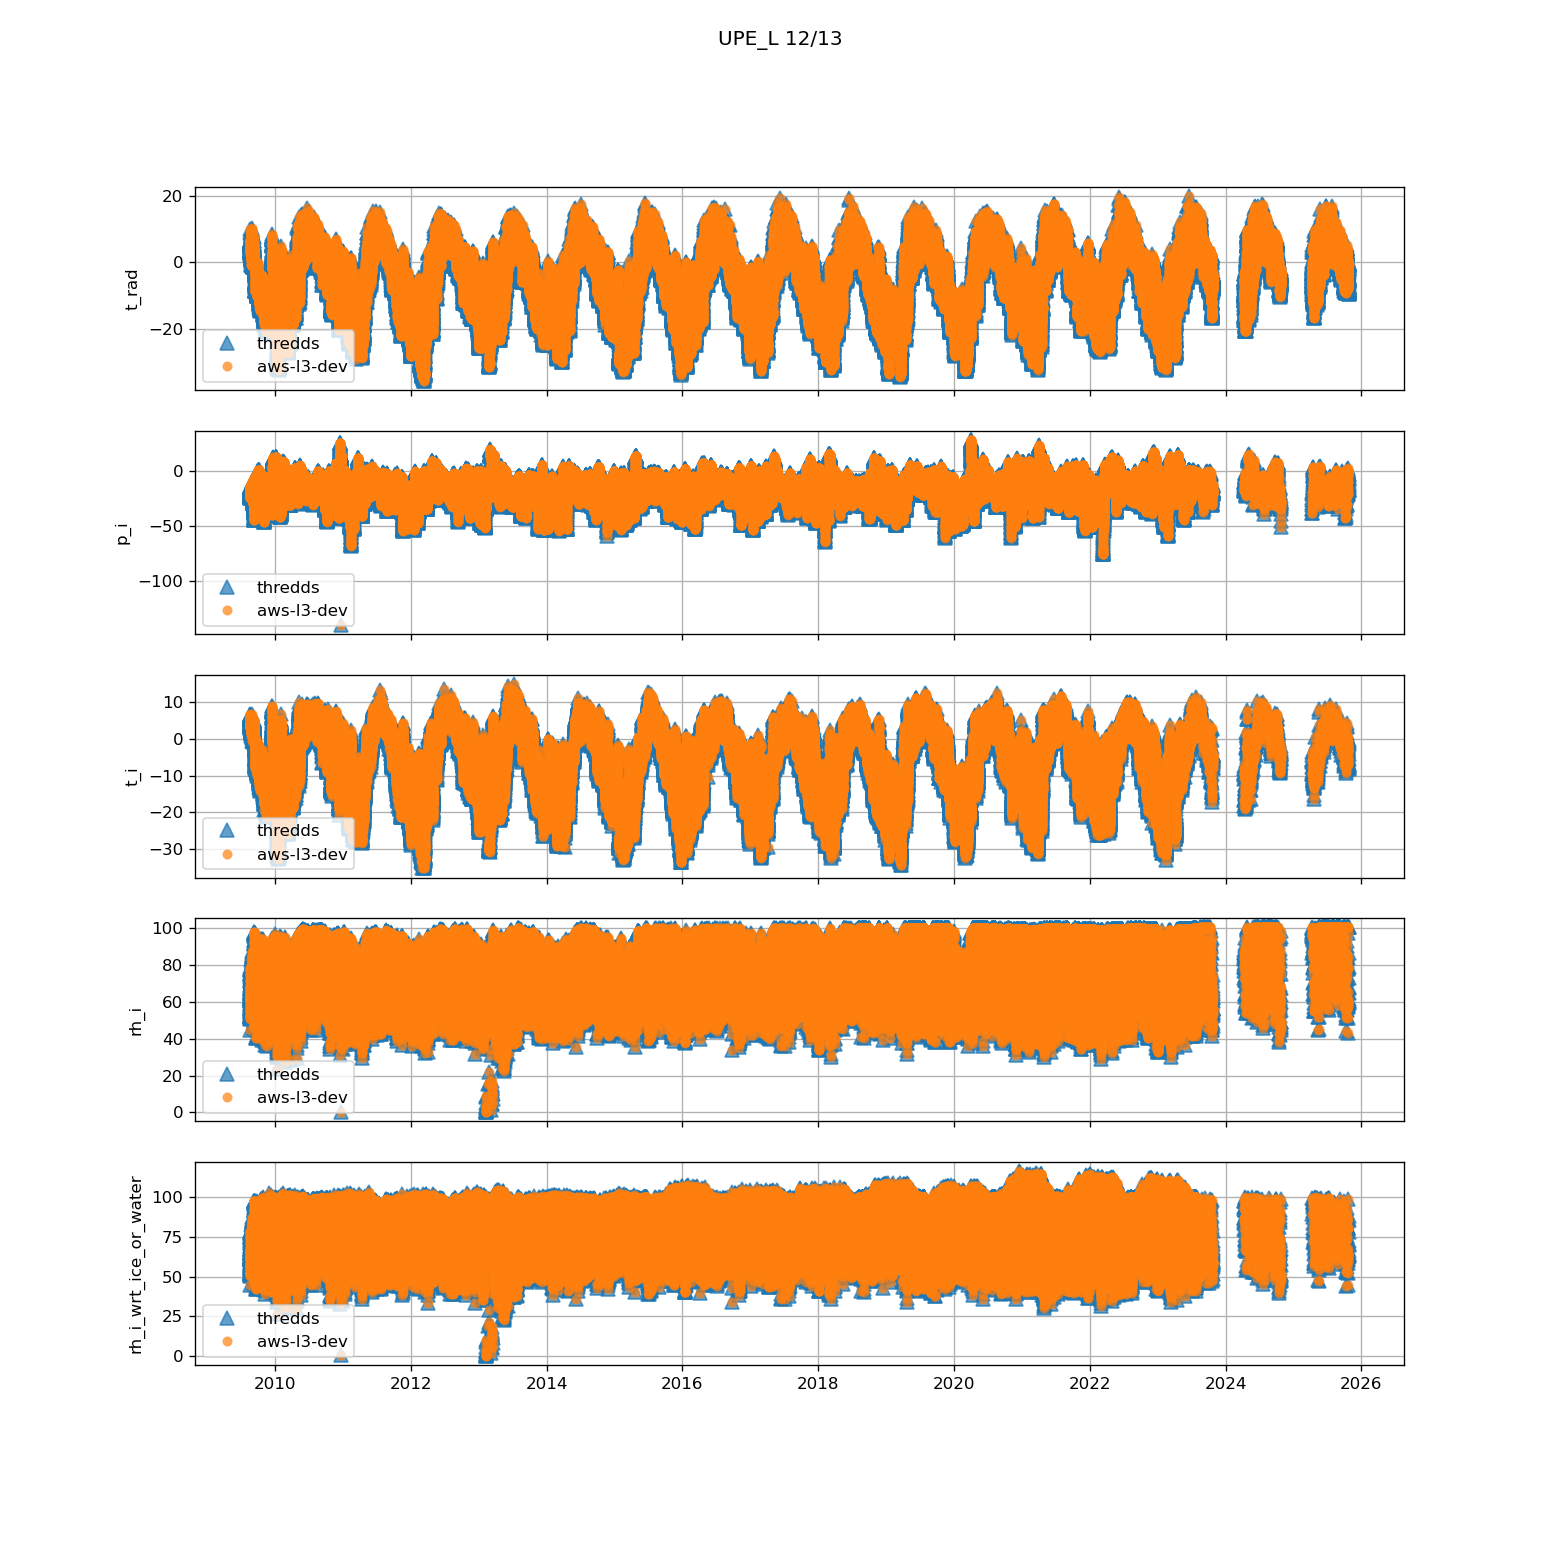 UPE_L 12/13
20
0
−20
t_rad
thredds
aws-l3-dev
0
−50
−100
p_i
thredds
aws-l3-dev
10
0
−10
−20
−30
t_i
thredds
aws-l3-dev
100
80
60
40
20
0
rh_i
thredds
aws-l3-dev
100
75
50
25
0
rh_i_wrt_ice_or_water
thredds
aws-l3-dev
2010 2012 2014 2016 2018 2020 2022 2024 2026